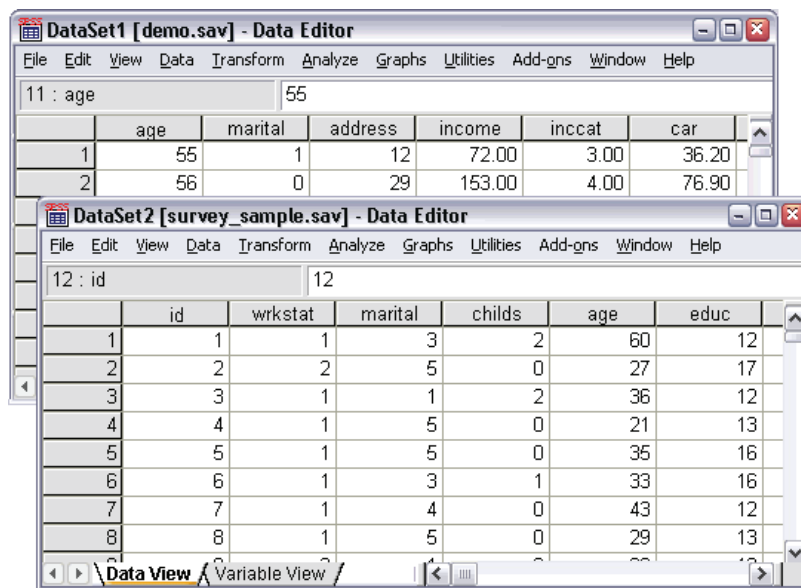 DataSet1 [demo.sav] - Data Editor
File Edit View Data Transform Analyze Graphs Utilities Add-ons Window Help
11 : age 55
age marital address income inccat car
1 55 1 12 72.00 3.00 36.20
2 56 0 29 153.00 4.00 76.90
DataSet2 [survey_sample.sav] - Data Editor
File Edit View Data Transform Analyze Graphs Utilities Add-ons Window Help
12 : id 12
id wrkstat marital childs age educ
1 1 1 3 2 60 12
2 2 2 5 0 27 17
3 3 1 1 2 36 12
4 4 1 5 0 21 13
5 5 1 5 0 35 16
6 6 1 3 1 33 16
7 7 1 4 0 43 12
8 8 1 5 0 29 13
Data View Variable View